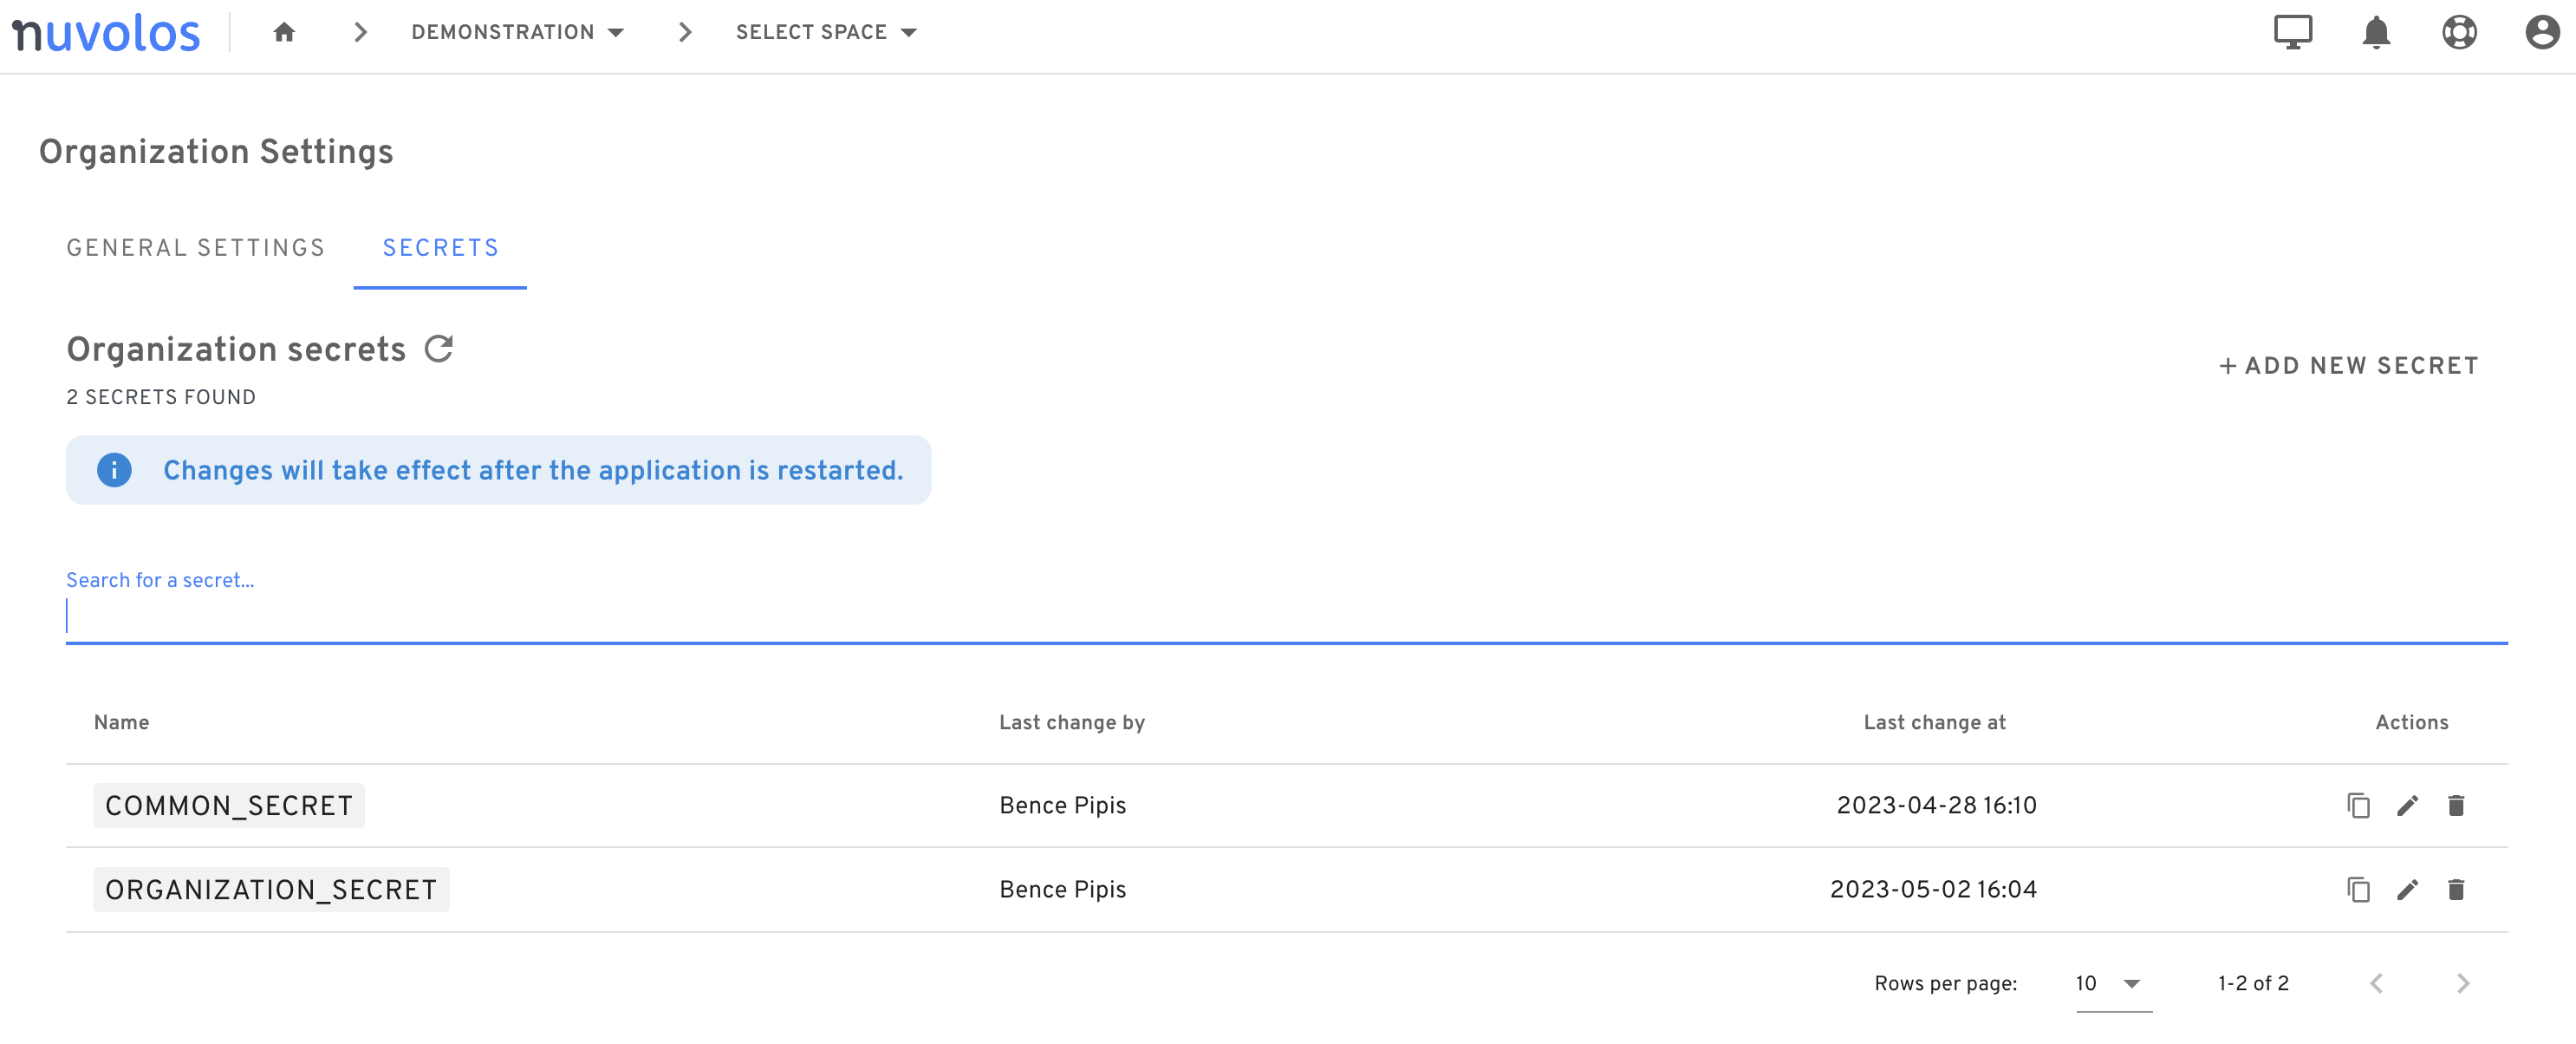 nuvolos DEMONSTRATION SELECT SPACE
Organization Settings
GENERAL SETTINGS SECRETS
Organization secrets
+ ADD NEW SECRET
2 SECRETS FOUND
Changes will take effect after the application is restarted.
Search for a secret...
Name Last change by Last change at Actions
COMMON_SECRET Bence Pipis 2023-04-28 16:10
ORGANIZATION_SECRET Bence Pipis 2023-05-02 16:04
Rows per page: 10 1-2 of 2